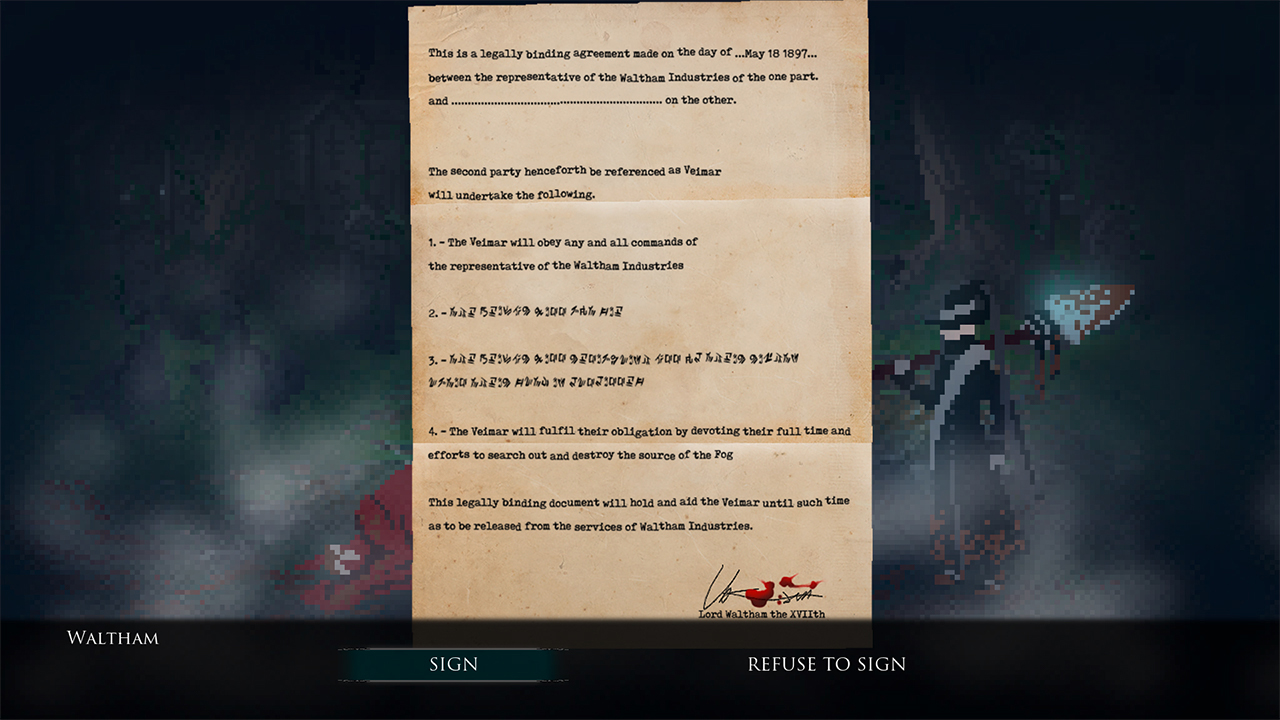 This is a legally binding agreement made on the day of ...May 18 1897...
between the representative of the Waltham Industries of the one part.
and ................................................................ on the other.
The second party henceforth be referenced as Veimar
will undertake the following.
1. - The Veimar will obey any and all commands of
the representative of the Waltham Industries
2. -
3. -
4. - The Veimar will fulfil their obligation by devoting their full time and
efforts to search out and destroy the source of the Fog
This legally binding document will hold and aid the Veimar until such time
as to be released from the services of Waltham Industries.
Lord Waltham the XVIIth
WALTHAM
SIGN
REFUSE TO SIGN